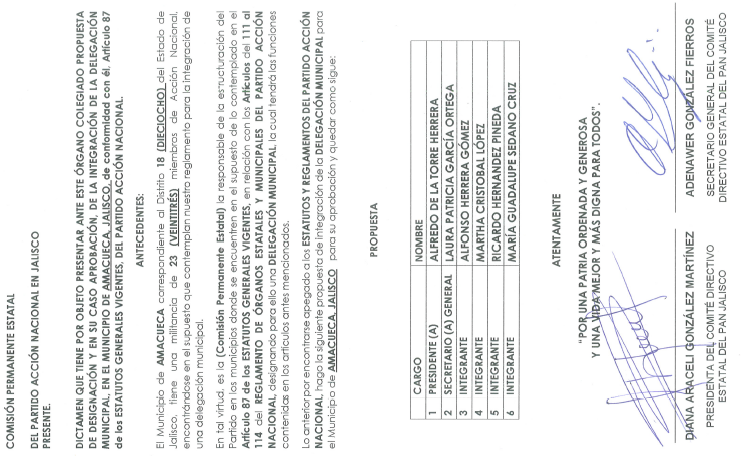 COMISIÓN PERMANENTE ESTATAL
DEL PARTIDO ACCIÓN NACIONAL EN JALISCO
PRESENTE.
DICTAMEN QUE TIENE POR OBJETO PRESENTAR ANTE ESTE ÓRGANO COLEGIADO PROPUESTA
DE DESIGNACIÓN Y EN SU CASO APROBACIÓN, DE LA INTEGRACIÓN DE LA DELEGACIÓN
MUNICIPAL, EN EL MUNICIPIO DE AMACUECA, JALISCO, de conformidad con él, Artículo 87
de los ESTATUTOS GENERALES VIGENTES, DEL PARTIDO ACCIÓN NACIONAL.
ANTECEDENTES:
El Municipio de AMACUECA correspondiente al Distrito 18 (DIECIOCHO) del Estado de
Jalisco, tiene una militancia de 23 (VEINTITRÉS) miembros de Acción Nacional,
encontrándose en el supuesto que contemplan nuestro reglamento para la integración de
una delegación municipal.
En tal virtud, es la (Comisión Permanente Estatal) la responsable de la estructuración del
Partido en los municipios donde se encuentren en el supuesto de lo contemplado en el
Artículo 87 de los ESTATUTOS GENERALES VIGENTES, en relación con los Artículos del 111 al
114 del REGLAMENTO DE ÓRGANOS ESTATALES Y MUNICIPALES DEL PARTIDO ACCIÓN
NACIONAL, designando para ello una DELEGACIÓN MUNICIPAL, la cual tendrá las funciones
contenidas en los artículos antes mencionados.
Lo anterior por encontrarse apegado a los ESTATUTOS Y REGLAMENTOS DEL PARTIDO ACCIÓN
NACIONAL, hago la siguiente propuesta de Integración de la DELEGACIÓN MUNICIPAL para
el Municipio de AMACUECA, JALISCO para su aprobación y quedar como sigue:
PROPUESTA
CARGO NOMBRE
1 PRESIDENTE (A) ALFREDO DE LA TORRE HERRERA
2 SECRETARIO (A) GENERAL LAURA PATRICIA GARCÍA ORTEGA
3 INTEGRANTE ALFONSO HERRERA GÓMEZ
4 INTEGRANTE MARTHA CRISTOBAL LÓPEZ
5 INTEGRANTE RICARDO HERNANDEZ PINEDA
6 INTEGRANTE MARÍA GUADALUPE SEDANO CRUZ
ATENTAMENTE
"POR UNA PATRIA ORDENADA Y GENEROSA
Y UNA VIDA MEJOR Y MÁS DIGNA PARA TODOS".
DIANA ARACELI GONZÁLEZ MARTÍNEZ
PRESIDENTA DEL COMITÉ DIRECTIVO
ESTATAL DEL PAN JALISCO
ADENAWER GONZÁLEZ FIERROS
SECRETARIO GENERAL DEL COMITÉ
DIRECTIVO ESTATAL DEL PAN JALISCO